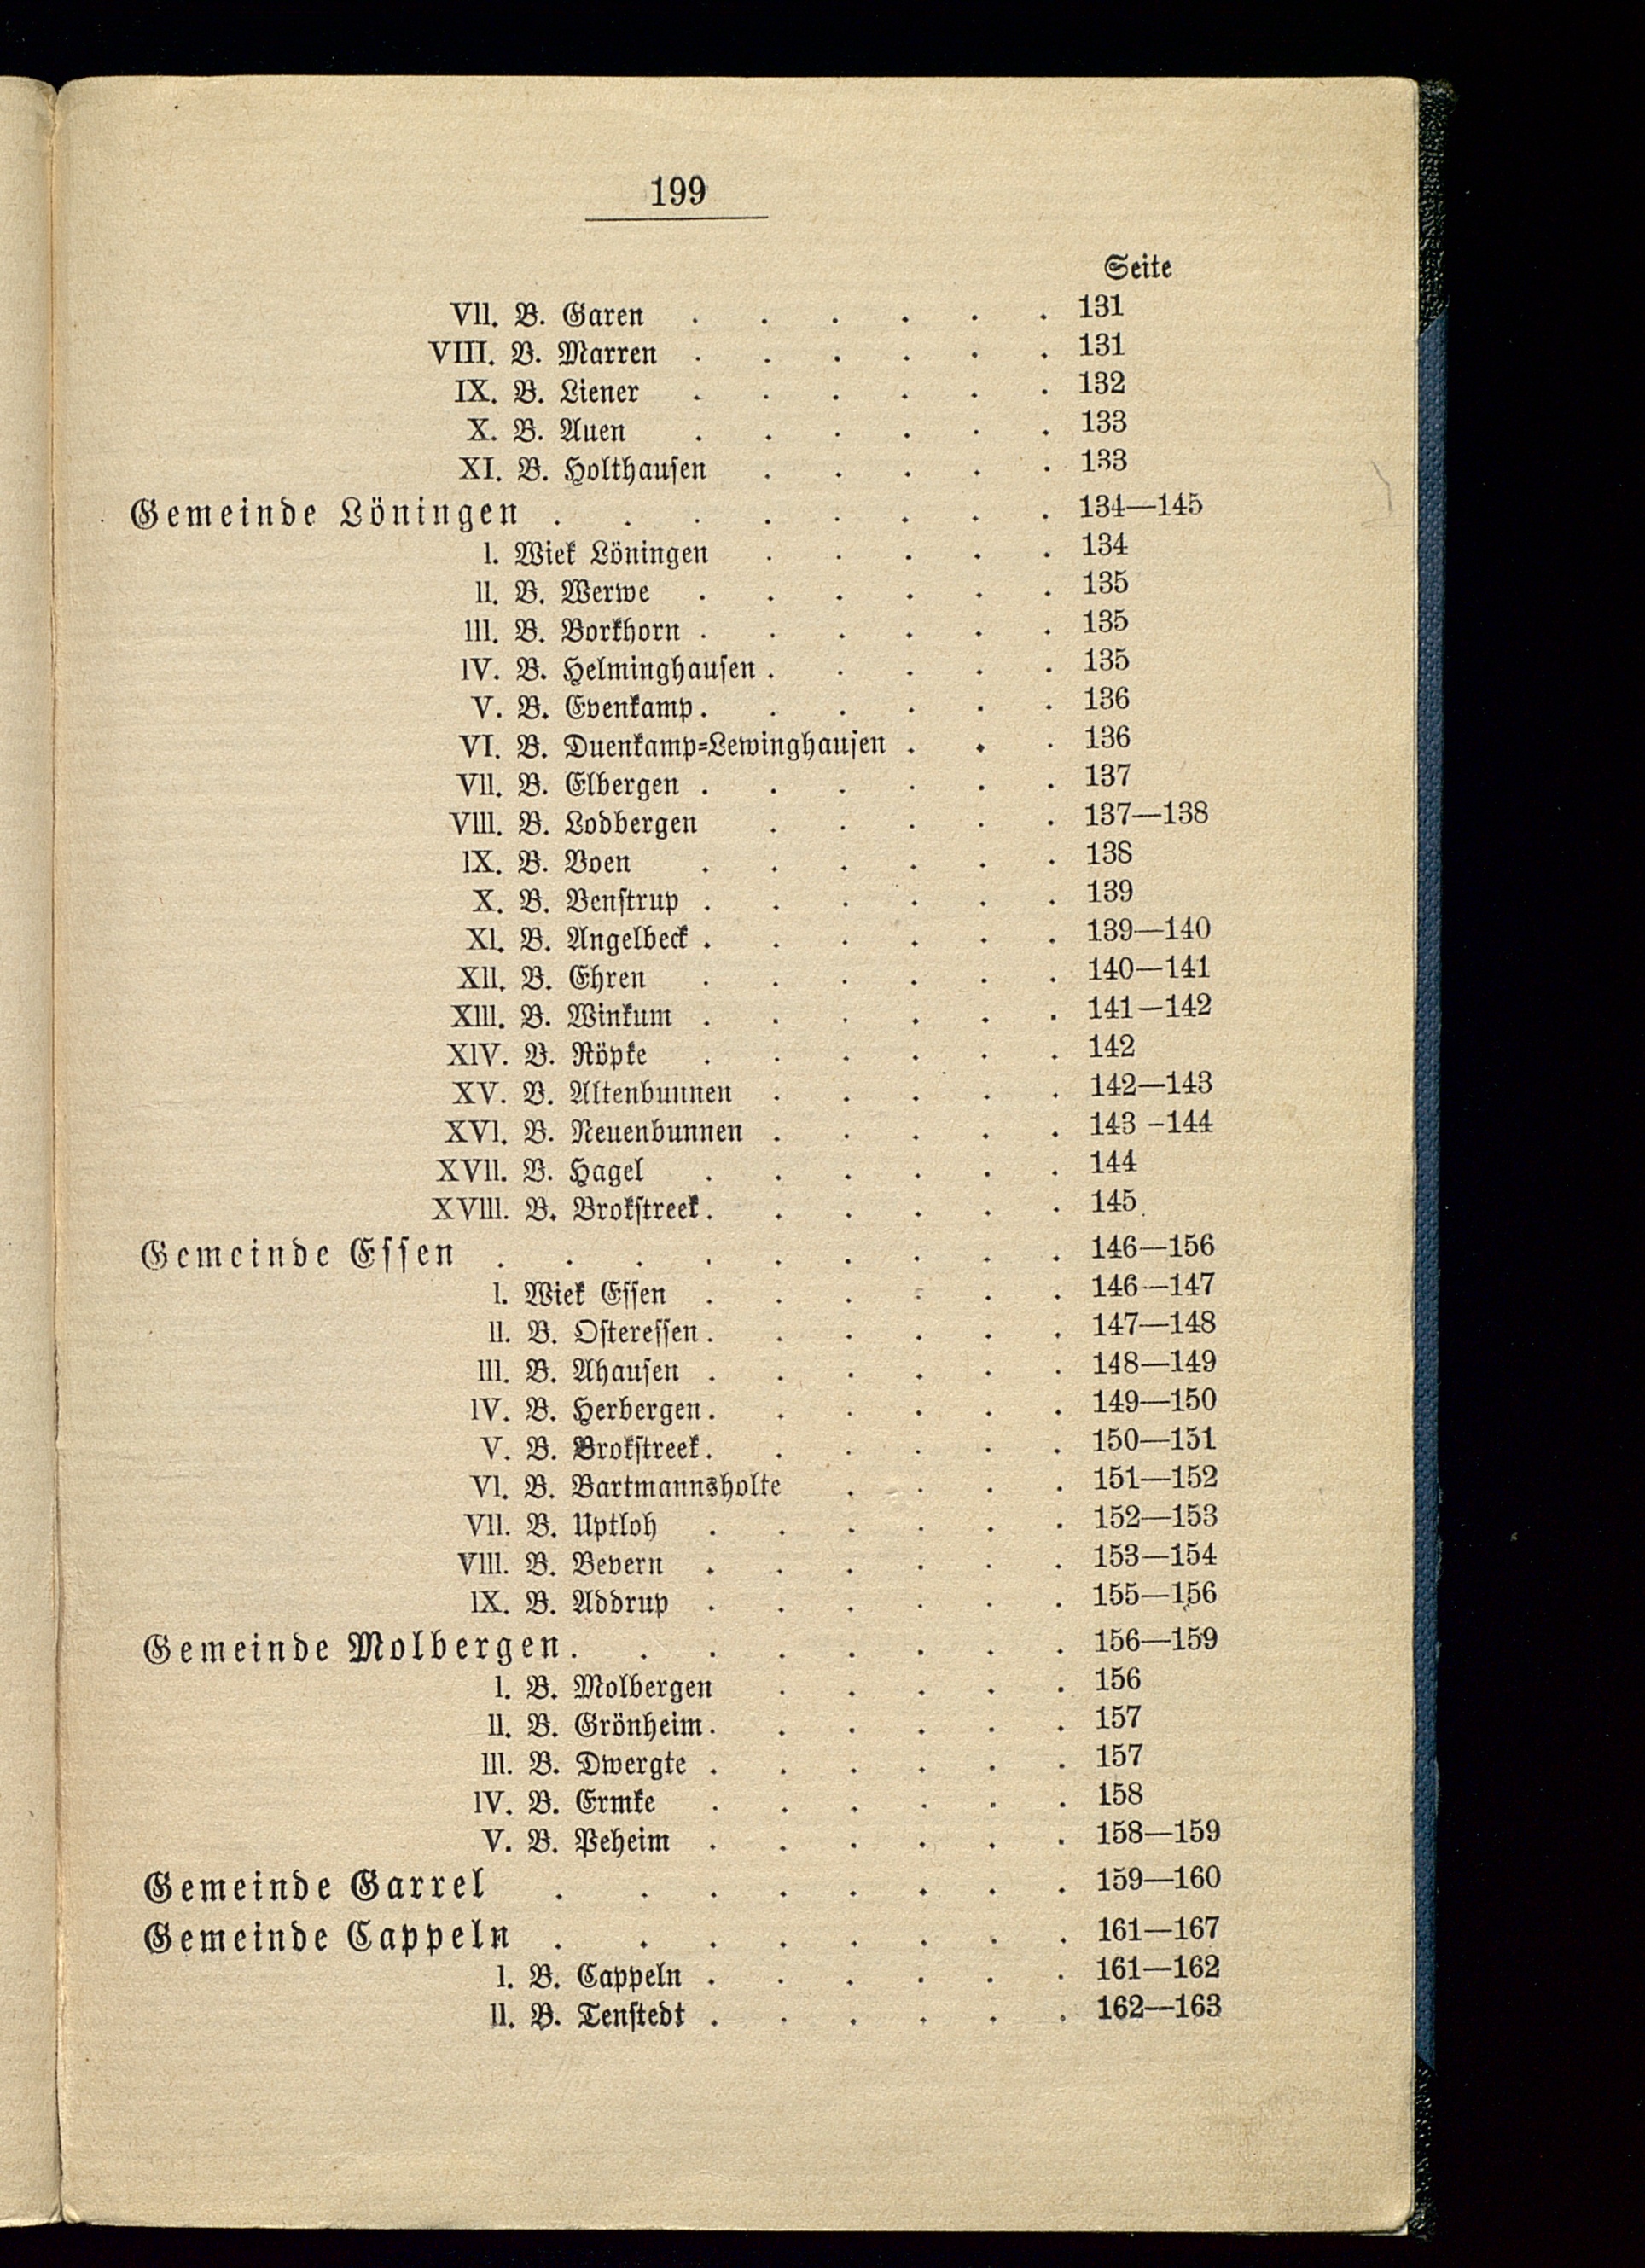 199
Seite
VII. B. Garen . . . . . . 131
VIII. B. Marren . . . . . . 131
IX. B. Liener . . . . . . 132
X. B. Auen . . . . . . 133
XI. B. Holthausen . . . . . 133
Gemeinde Löningen . . . . . . . . 134—145
I. Wiek Löningen . . . . . 134
II. B. Werwe . . . . . . 135
III. B. Borkhorn . . . . . . 135
IV. B. Helminghausen . . . . . 135
V. B. Evenkamp . . . . . . 136
VI. B. Duenkamp-Lewinghausen . . . 136
VII. B. Elbergen . . . . . . 137
VIII. B. Lodbergen . . . . . 137—138
IX. B. Boen . . . . . . 138
X. B. Benstrup . . . . . . 139
XI. B. Angelbeck . . . . . . 139—140
XII. B. Ehren . . . . . . 140—141
XIII. B. Winkum . . . . . . 141—142
XIV. B. Röpke . . . . . . 142
XV. B. Altenbunnen . . . . . 142—143
XVI. B. Neuenbunnen . . . . . 143-144
XVII. B. Hagel . . . . . . 144
XVIII. B. Brokstreek . . . . . . 145
Gemeinde Essen . . . . . . . . . 146—156
I. Wiek Essen . . . . . . 146—147
II. B. Osteressen . . . . . . 147—148
III. B. Ahausen . . . . . . 148—149
IV. B. Herbergen . . . . . . 149—150
V. B. Brokstreek . . . . . . 150—151
VI. B. Bartmannsholte . . . . 151—152
VII. B. Uptloh . . . . . . 152—153
VIII. B. Bevern . . . . . . 153—154
IX. B. Addrup . . . . . . 155—156
Gemeinde Molbergen . . . . . . . . 156—159
I. B. Molbergen . . . . . 156
II. B. Grönheim . . . . . . 157
III. B. Dwergte . . . . . . 157
IV. B. Ermke . . . . . . 158
V. B. Peheim . . . . . . 158—159
Gemeinde Garrel . . . . . . . . 159—160
Gemeinde Cappeln . . . . . . . . 161—167
I. B. Cappeln . . . . . . 161—162
II. B. Tenstedt . . . . . . 162—163